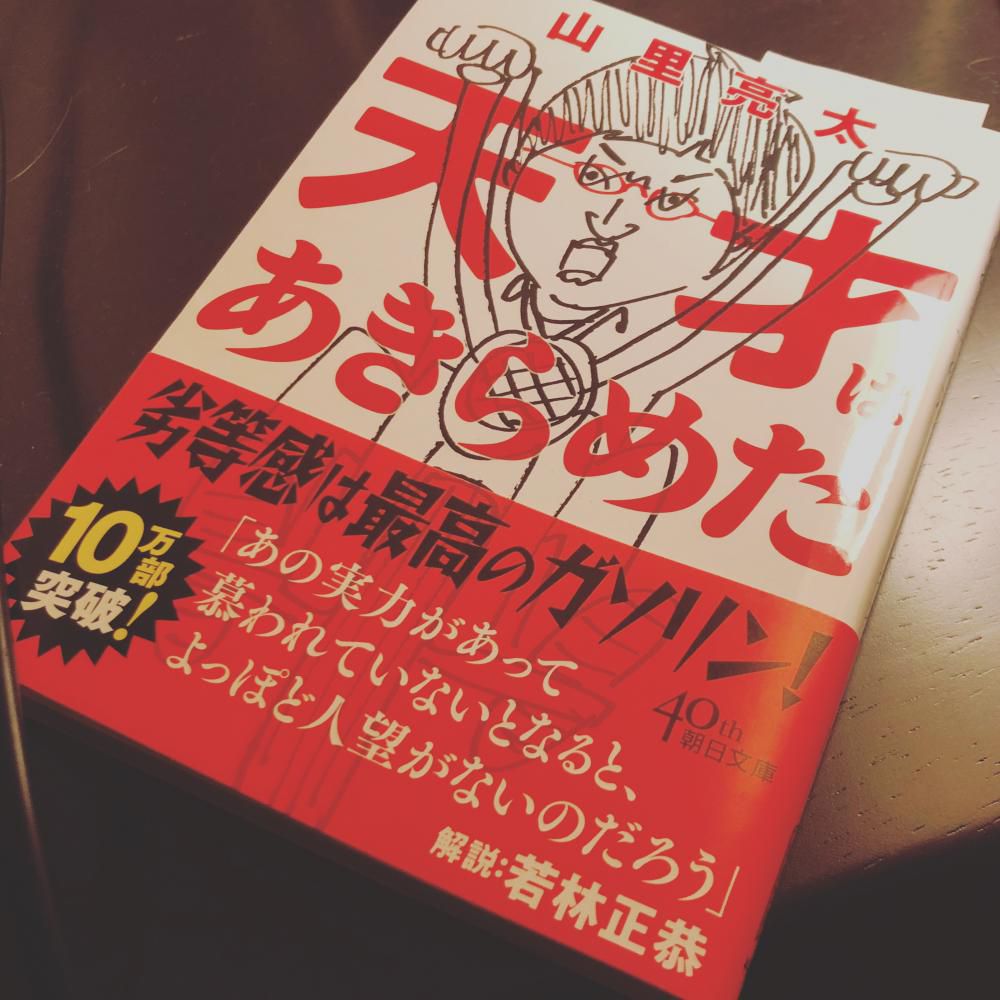 山里亮太
天才は
あきらめた
劣等感は最高のガソリン!
10万部
突破!
「あの実力があって
慕われていないとなると、
よっぽど人望がないのだろう」
解説:若林正恭
40th
朝日文庫